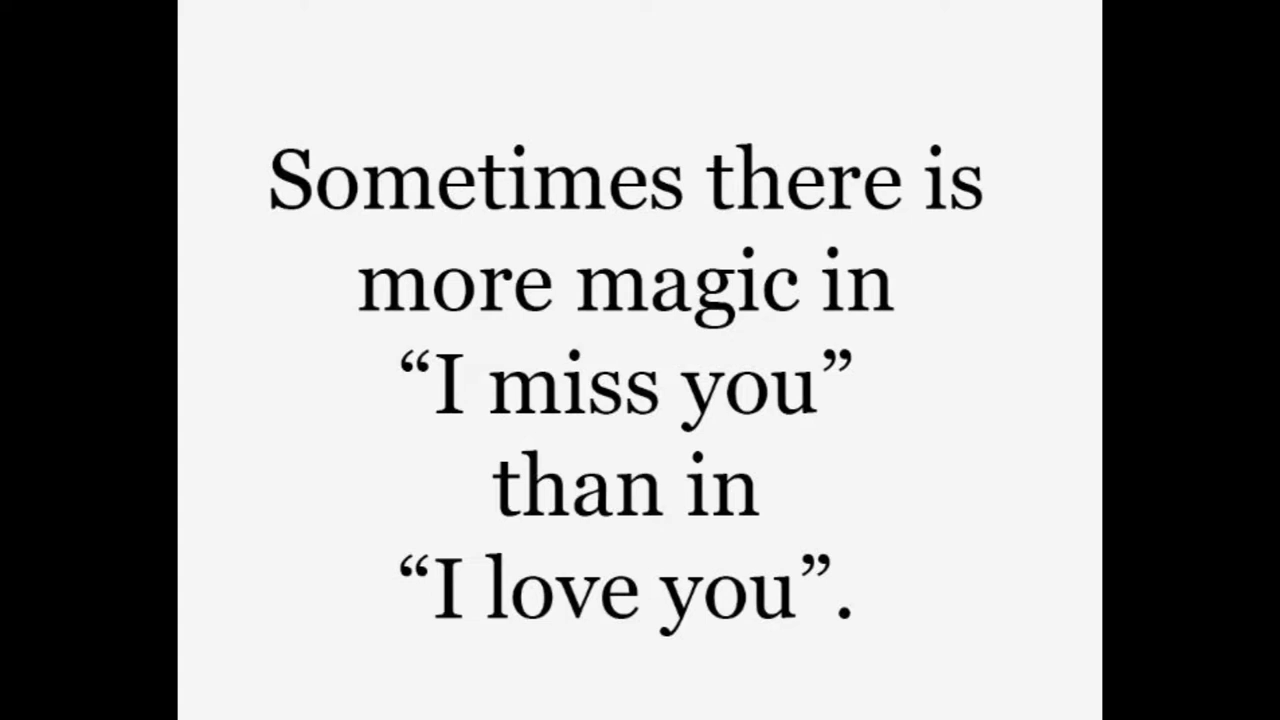 Sometimes there is
more magic in
“I miss you”
than in
“I love you”.